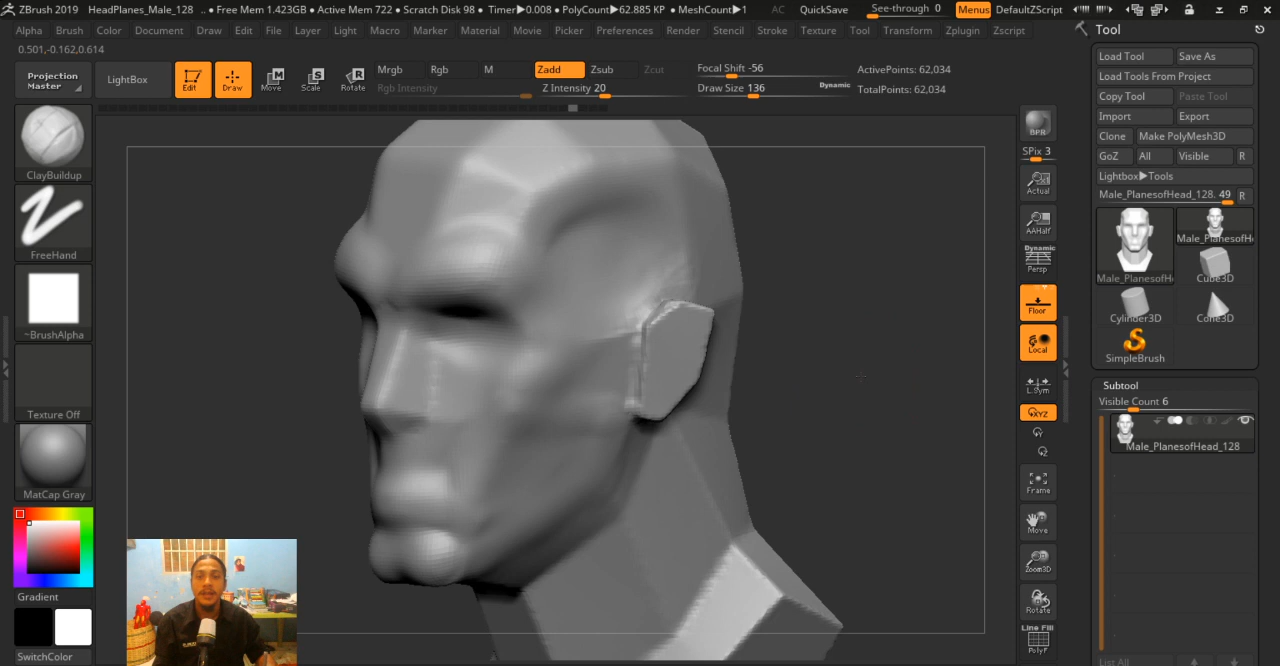 ZBrush 2019 HeadPlanes_Male_128 .. • Free Mem 1.423GB • Active Mem 722 • Scratch Disk 98 • Timer▶0.008 • PolyCount▶62.885 KP • MeshCount▶1 AC QuickSave See-through 0 Menus DefaultZScript
Alpha Brush Color Document Draw Edit File Layer Light Macro Marker Material Movie Picker Preferences Render Stencil Stroke Texture Tool Transform Zplugin Zscript
0.501,-0.162,0.614
Projection
Master
LightBox
Edit
Draw
Move
Scale
Rotate
Mrgb Rgb M
Rgb Intensity
Zadd Zsub Zcut
Z Intensity 20
Focal Shift -56
Draw Size 136
Dynamic
ActivePoints: 62,034
TotalPoints: 62,034
ClayBuildup
FreeHand
~BrushAlpha
Texture Off
MatCap Gray
Gradient
SwitchColor
BPR
SPix 3
Actual
AAHalf
Dynamic
Persp
Floor
Local
L.Sym
XYZ
Frame
Move
Zoom3D
Rotate
Line Fill
PolyF
Tool
Load Tool Save As
Load Tools From Project
Copy Tool Paste Tool
Import Export
Clone Make PolyMesh3D
GoZ All Visible R
Lightbox▶Tools
Male_PlanesofHead_128. 49 R
Male_PlanesofHe
Male_PlanesofHe
Cube3D
Cylinder3D
Cone3D
SimpleBrush
Subtool
Visible Count 6
Male_PlanesofHead_128
List All